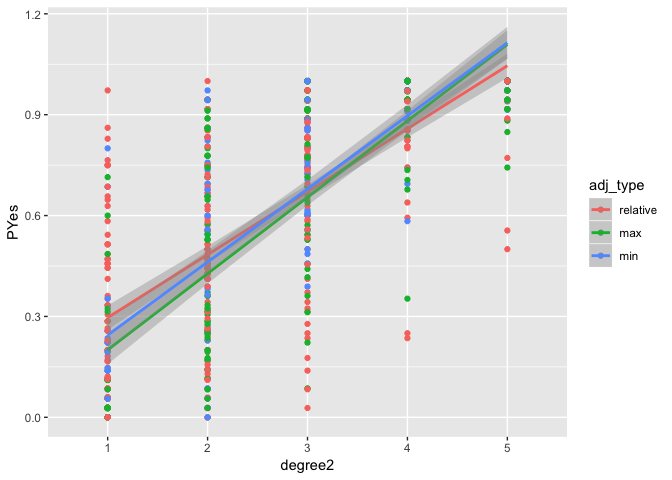 1.2
0.9
0.6
0.3
0.0
PYes
1 2 3 4 5
degree2
adj_type
relative
max
min